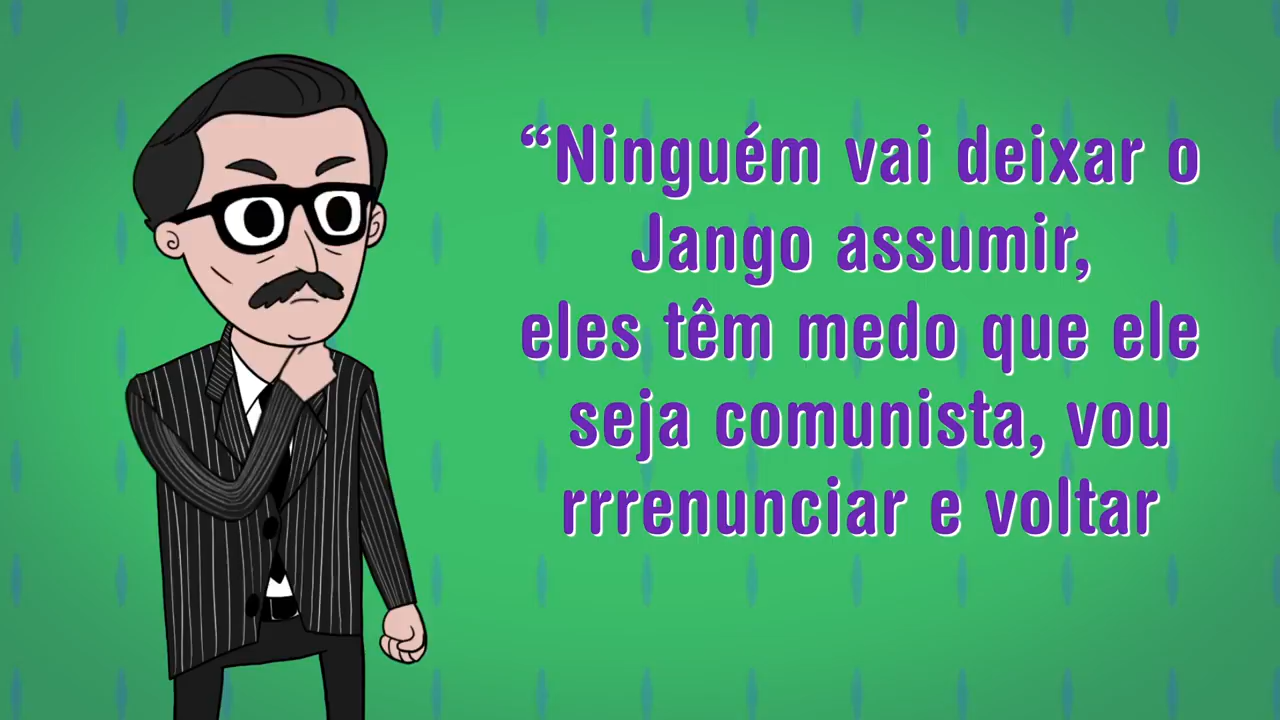 “Ninguém vai deixar o
Jango assumir,
eles têm medo que ele
seja comunista, vou
rrrenunciar e voltar